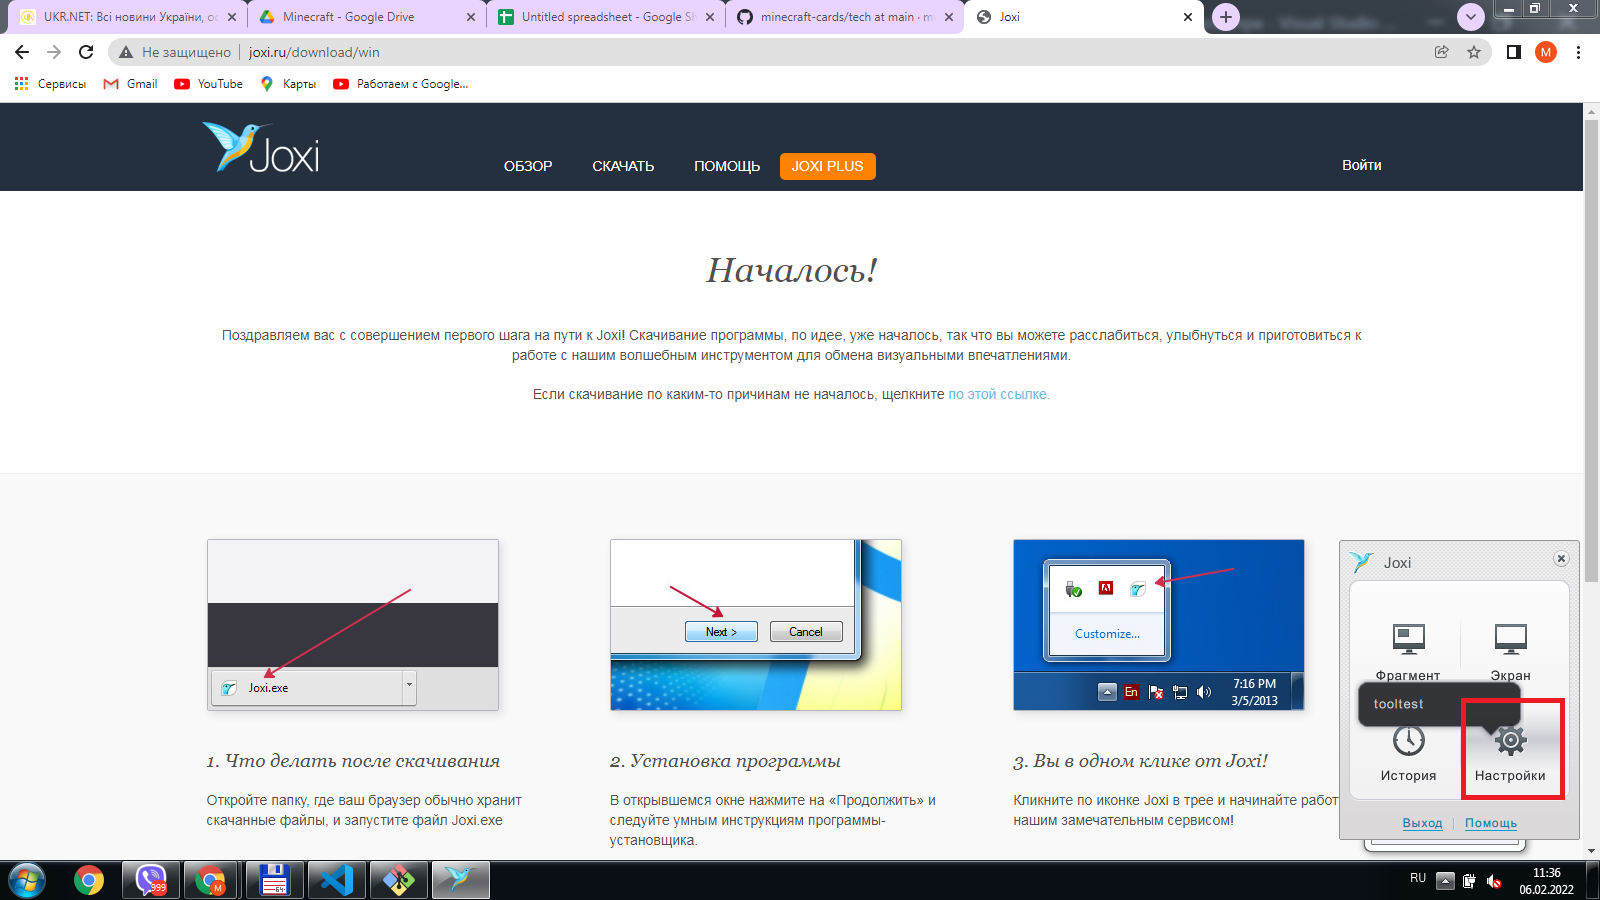 UKR.NET: Всі новини України, ос
Minecraft - Google Drive
Untitled spreadsheet - Google Sh
minecraft-cards/tech at main · mi
Joxi
Не защищено
joxi.ru/download/win
M
Сервисы
Gmail
YouTube
Карты
Работаем с Google...
Joxi
ОБЗОР
СКАЧАТЬ
ПОМОЩЬ
JOXI PLUS
Войти
Началось!
Поздравляем вас с совершением первого шага на пути к Joxi! Скачивание программы, по идее, уже началось, так что вы можете расслабиться, улыбнуться и приготовиться к
работе с нашим волшебным инструментом для обмена визуальными впечатлениями.
Если скачивание по каким-то причинам не началось, щелкните по этой ссылке.
Joxi.exe
Next >
Cancel
Customize...
En
7:16 PM
3/5/2013
1. Что делать после скачивания
Откройте папку, где ваш браузер обычно хранит
скачанные файлы, и запустите файл Joxi.exe
2. Установка программы
В открывшемся окне нажмите на «Продолжить» и
следуйте умным инструкциям программы-
установщика.
3. Вы в одном клике от Joxi!
Кликните по иконке Joxi в трее и начинайте работ
нашим замечательным сервисом!
Joxi
Фрагмент
Экран
tooltest
История
Настройки
Выход
Помощь
999
M
64
RU
11:36
06.02.2022